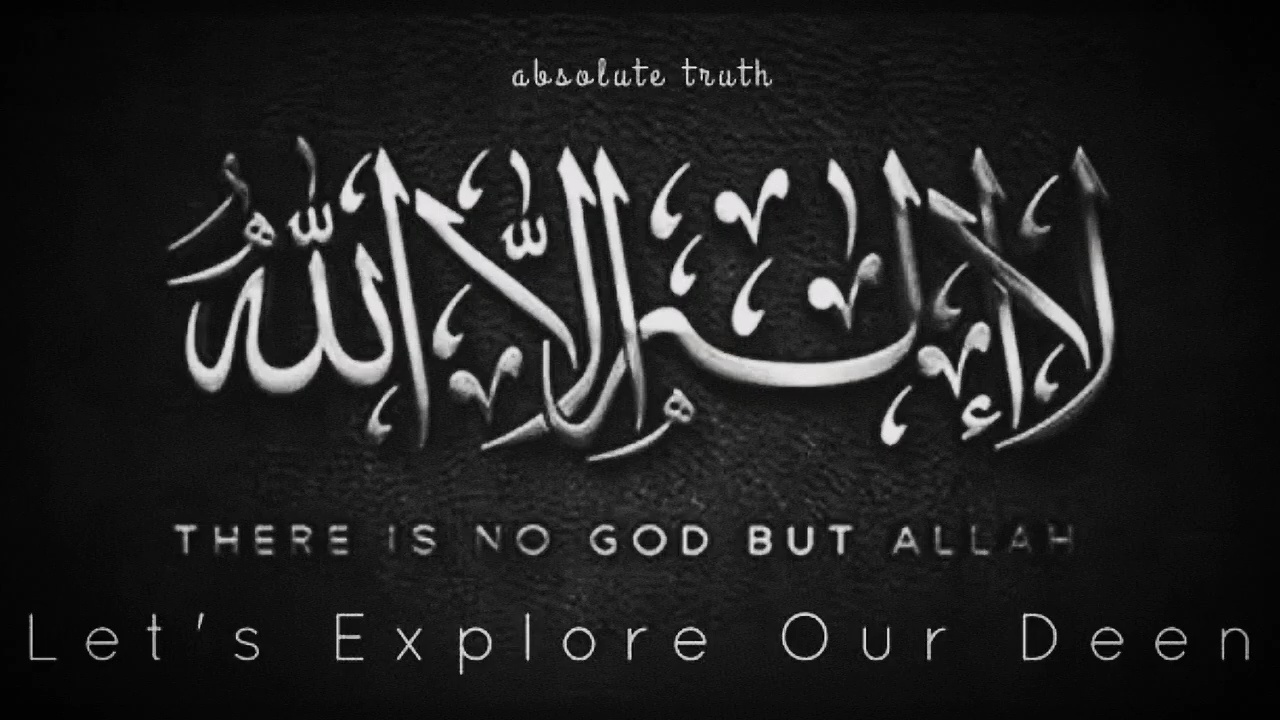 absolute truth
لا إله إلا الله
THERE IS NO GOD BUT ALLAH
Let's Explore Our Deen